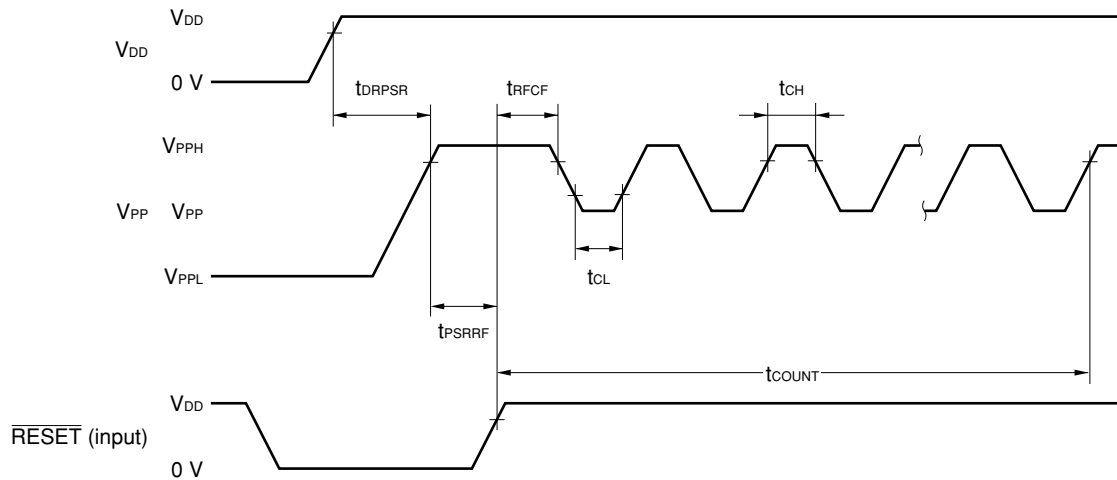 VDD
VDD
0 V
tDRPSR
tRFCF
tCH
VPPH
VPP VPP
tCL
VPPL
tPSRRF
tCOUNT
VDD
RESET (input)
0 V